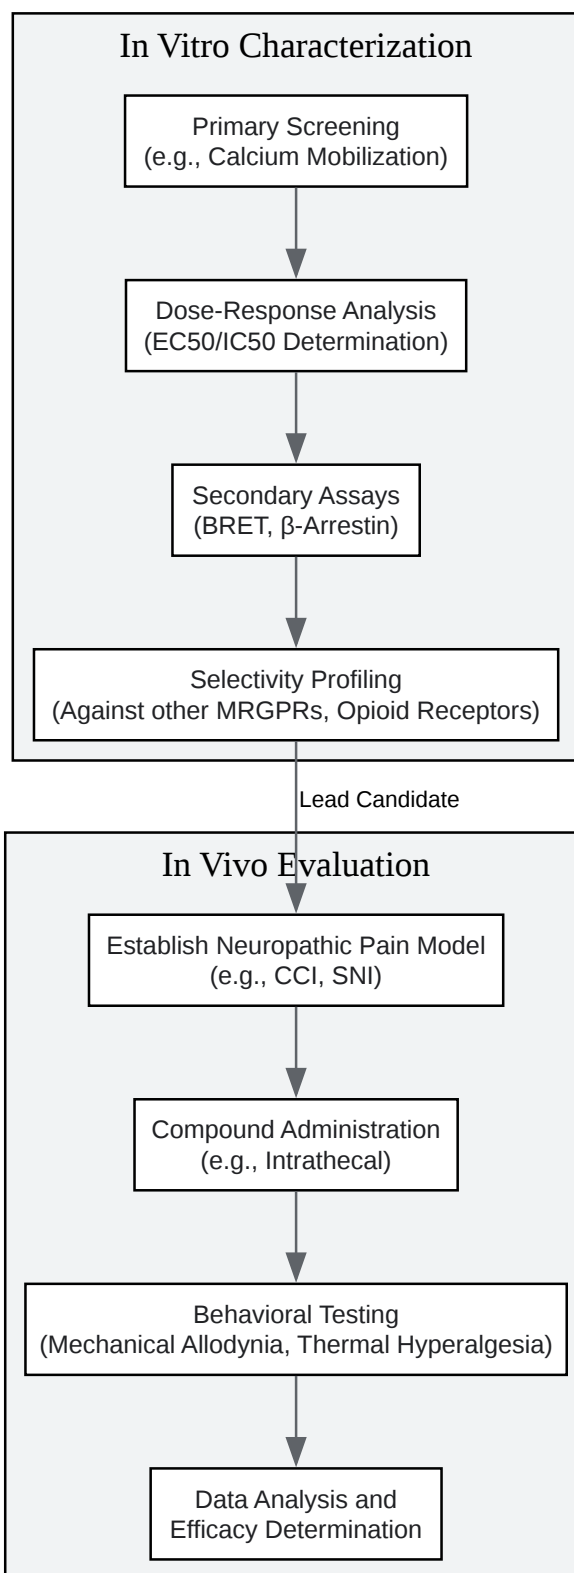 In Vitro Characterization
Primary Screening
(e.g., Calcium Mobilization)
Dose-Response Analysis
(EC50/IC50 Determination)
Secondary Assays
(BRET, β-Arrestin)
Selectivity Profiling
(Against other MRGPRs, Opioid Receptors)
Lead Candidate
In Vivo Evaluation
Establish Neuropathic Pain Model
(e.g., CCI, SNI)
Compound Administration
(e.g., Intrathecal)
Behavioral Testing
(Mechanical Allodynia, Thermal Hyperalgesia)
Data Analysis and
Efficacy Determination